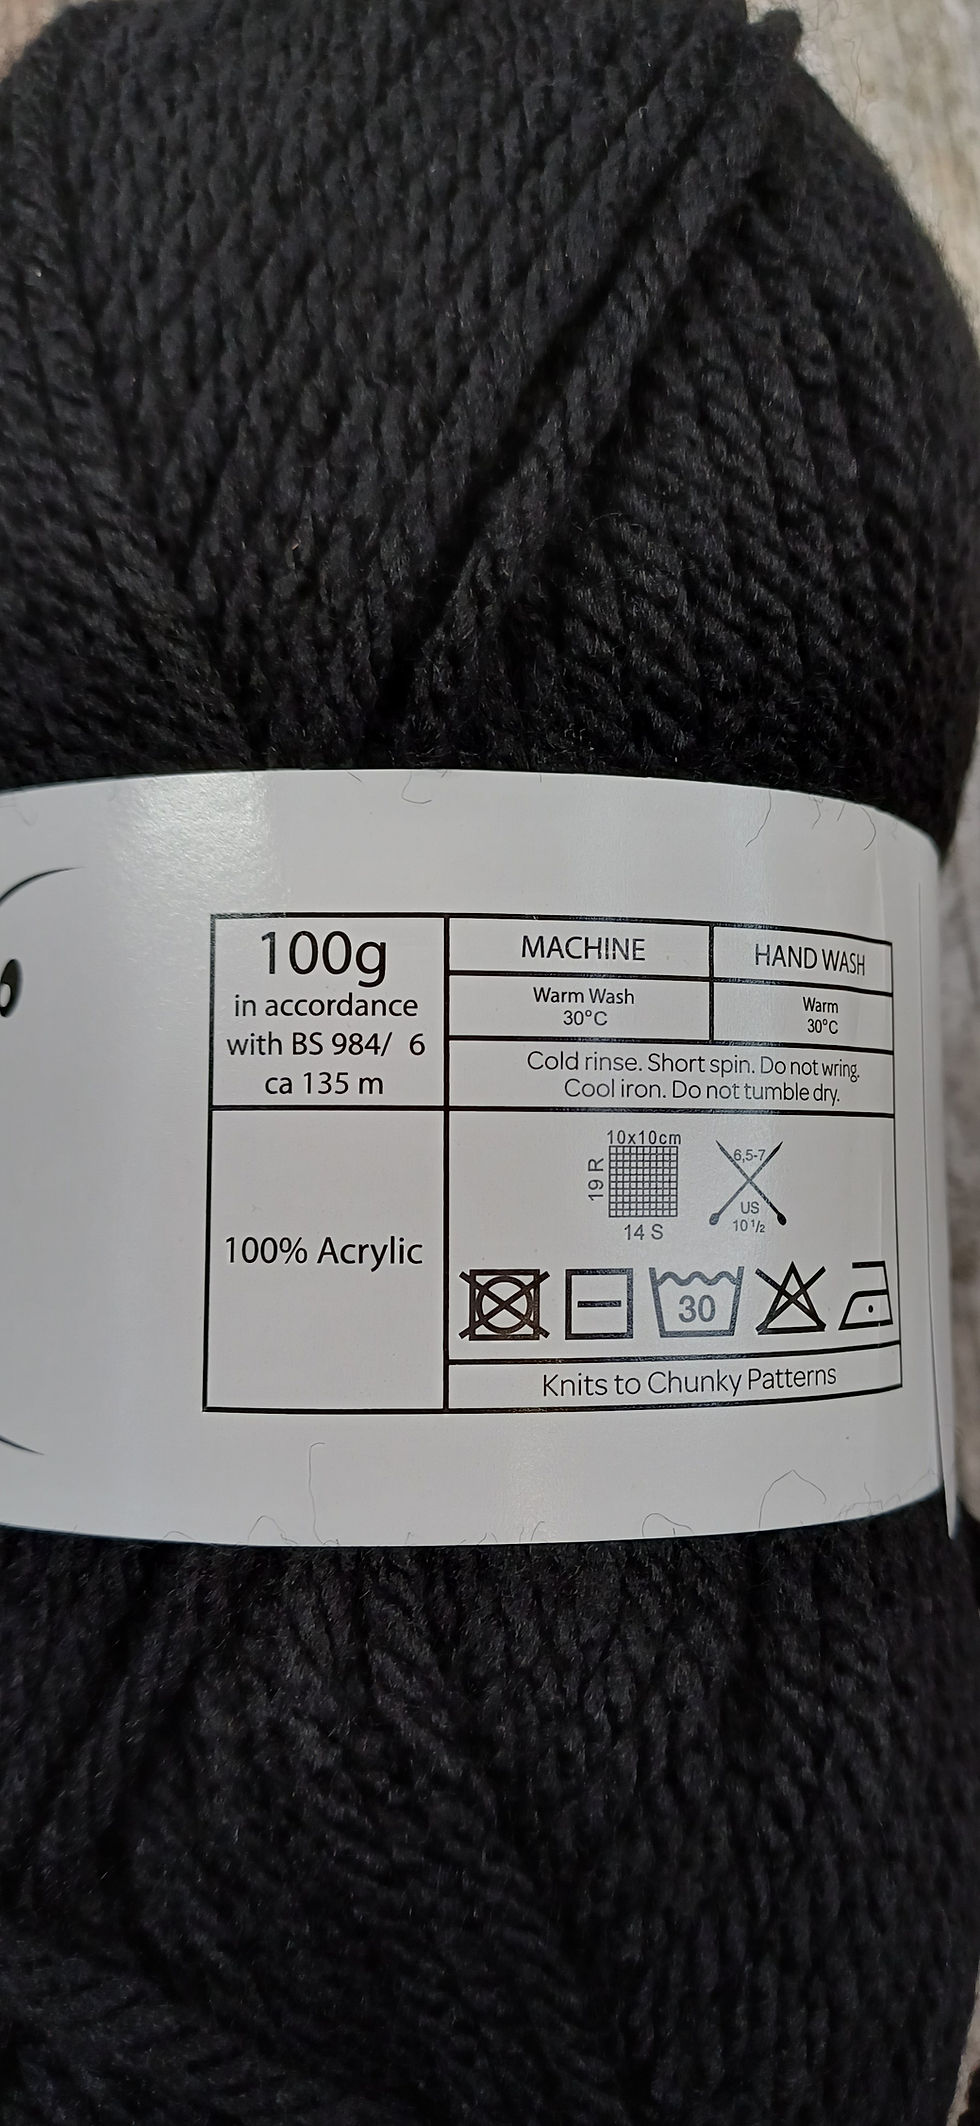 100g
in accordance
with BS 984/ 6
ca 135 m
MACHINE
HAND WASH
Warm Wash
30°C
Warm
30°C
Cold rinse. Short spin. Do not wring.
Cool iron. Do not tumble dry.
100% Acrylic
10x10cm
19 R
14 S
6,5-7
US
10 1/2
30
Knits to Chunky Patterns